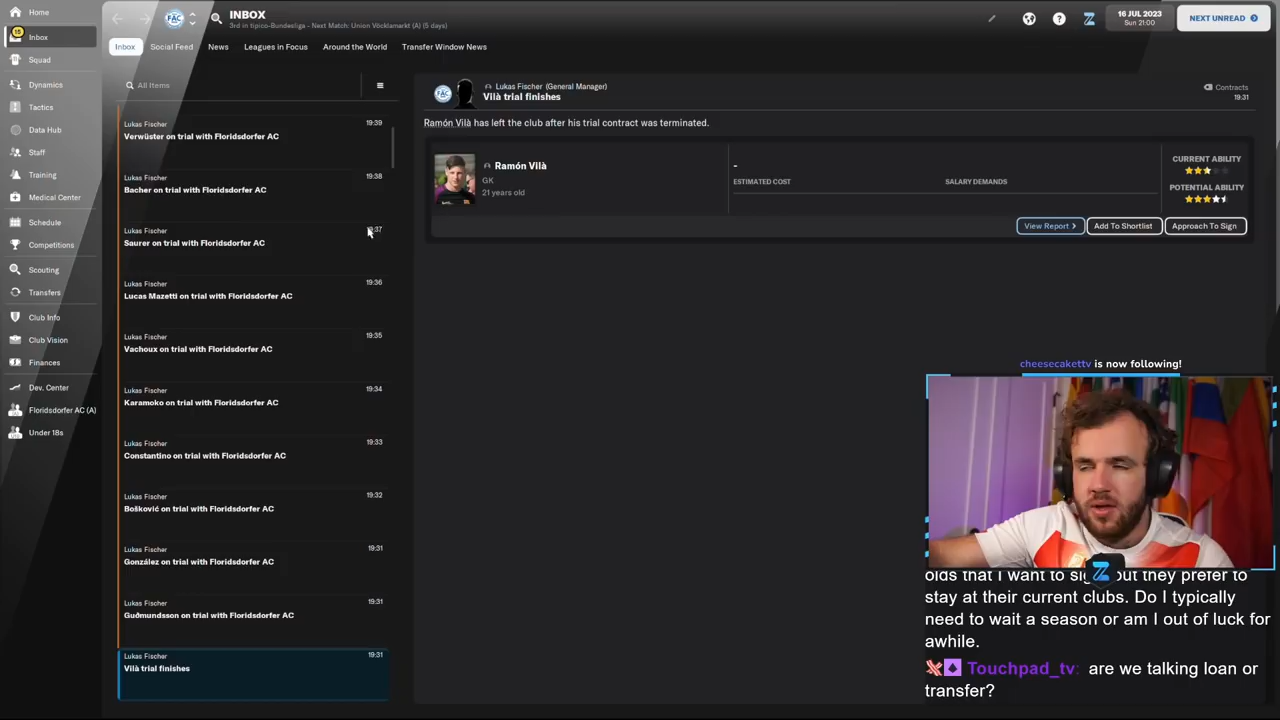 Home
INBOX
3rd in tipico-Bundesliga - Next Match: Union Vöcklamarkt (A) (5 days)
16 JUL 2023
Sun 21:00
NEXT UNREAD
15
Inbox
Squad
Dynamics
Tactics
Data Hub
Staff
Training
Medical Center
Schedule
Competitions
Scouting
Transfers
Club Info
Club Vision
Finances
Dev. Center
Floridsdorfer AC (A)
Under 18s
Inbox
Social Feed
News
Leagues in Focus
Around the World
Transfer Window News
All Items
Lukas Fischer
19:39
Verwüster on trial with Floridsdorfer AC
Lukas Fischer
19:38
Bacher on trial with Floridsdorfer AC
Lukas Fischer
Saurer on trial with Floridsdorfer AC
Lukas Fischer
19:36
Lucas Mazetti on trial with Floridsdorfer AC
Lukas Fischer
19:35
Vachoux on trial with Floridsdorfer AC
Lukas Fischer
19:34
Karamoko on trial with Floridsdorfer AC
Lukas Fischer
19:33
Constantino on trial with Floridsdorfer AC
Lukas Fischer
19:32
Bošković on trial with Floridsdorfer AC
Lukas Fischer
19:31
González on trial with Floridsdorfer AC
Lukas Fischer
19:31
Guðmundsson on trial with Floridsdorfer AC
Lukas Fischer
19:31
Vilà trial finishes
FAC
Lukas Fischer (General Manager)
Vilà trial finishes
Contracts
19:31
Ramón Vilà has left the club after his trial contract was terminated.
Ramón Vilà
GK
21 years old
-
ESTIMATED COST
SALARY DEMANDS
CURRENT ABILITY
POTENTIAL ABILITY
View Report
Add To Shortlist
Approach To Sign
cheesecakettv is now following!
stay at their current clubs. Do I typically
need to wait a season or am I out of luck for
awhile.
Touchpad_tv: are we talking loan or
transfer?